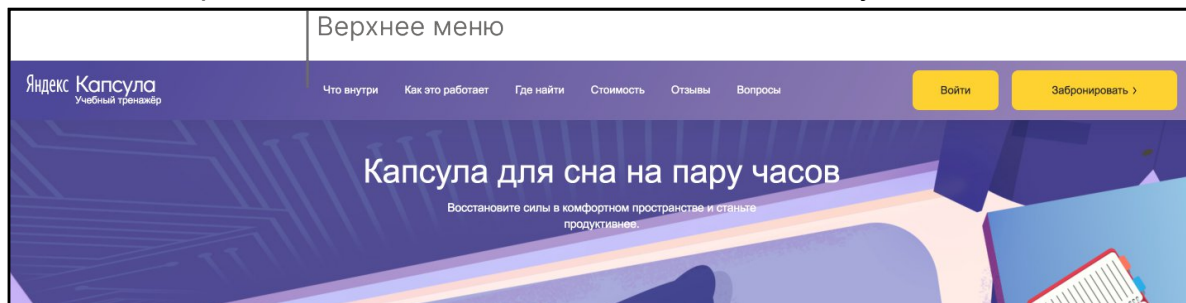 Верхнее меню
Яндекс Капсула
Учебный тренажёр
Что внутри Как это работает Где найти Стоимость Отзывы Вопросы Войти Забронировать >
Капсула для сна на пару часов
Восстановите силы в комфортном пространстве и станьте
продуктивнее.